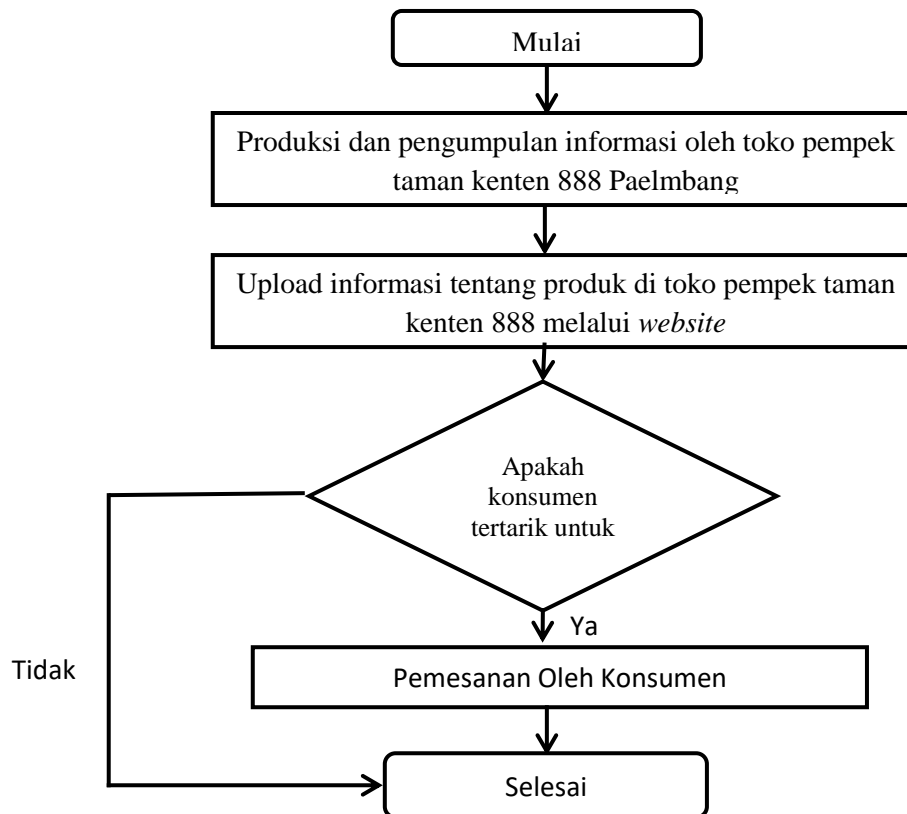 Mulai
Produksi dan pengumpulan informasi oleh toko pempek
taman kenten 888 Paelmbang
Upload informasi tentang produk di toko pempek taman
kenten 888 melalui website
Apakah
konsumen
tertarik untuk
Ya
Tidak
Pemesanan Oleh Konsumen
Selesai